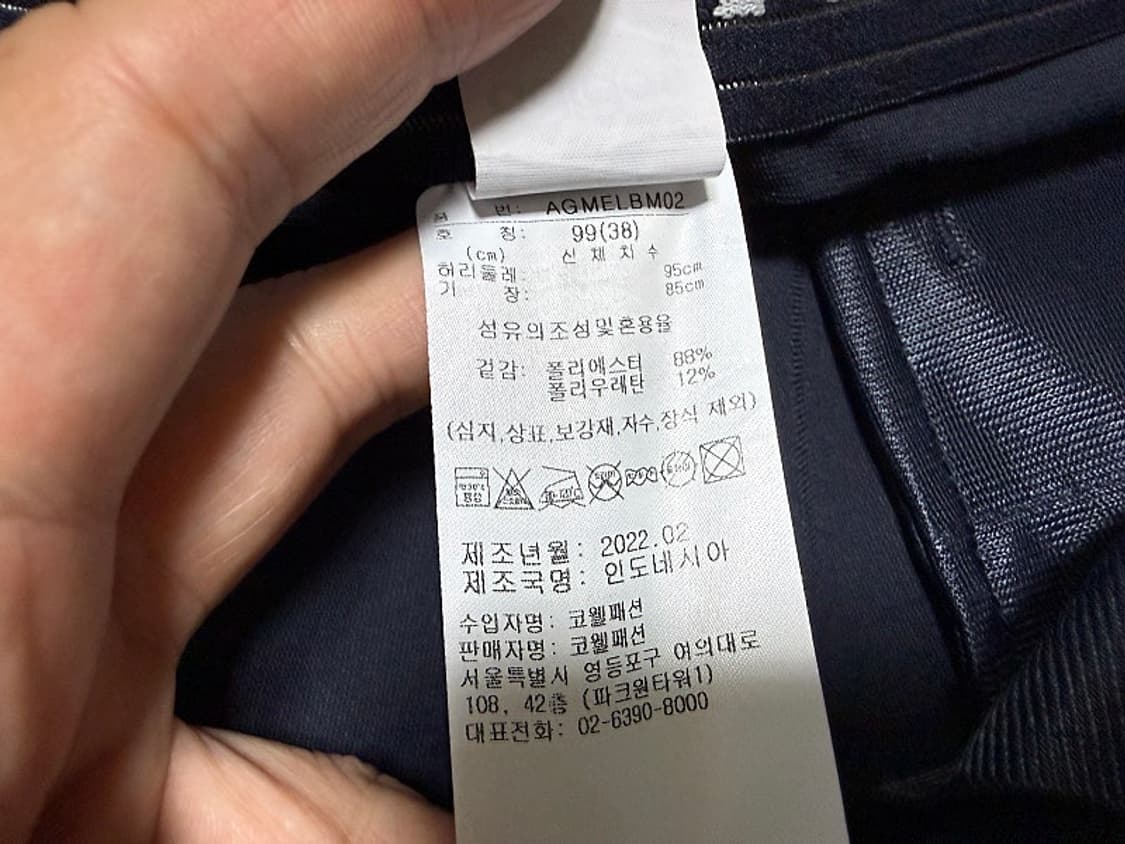 품 번: AGMELBM02
호 칭: 99(38)
(cm) 신 체 치 수
허리둘레: 95cm
기 장: 85cm
섬유의조성및혼용율
겉감: 폴리에스터 88%
폴리우레탄 12%
(심지,상표,보강재,자수,장식 제외)
제조년월: 2022.02
제조국명: 인도네시아
수입자명: 코웰패션
판매자명: 코웰패션
서울특별시 영등포구 여의대로
108, 42층 (파크원타워1)
대표전화: 02-6390-8000